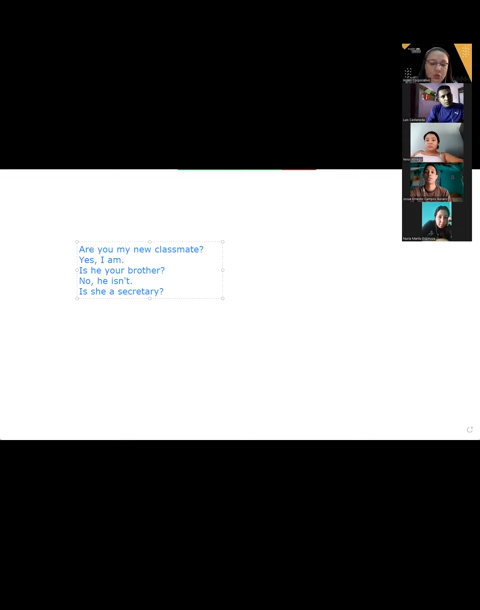 Are you my new classmate?
Yes, I am.
Is he your brother?
No, he isn't.
Is she a secretary?